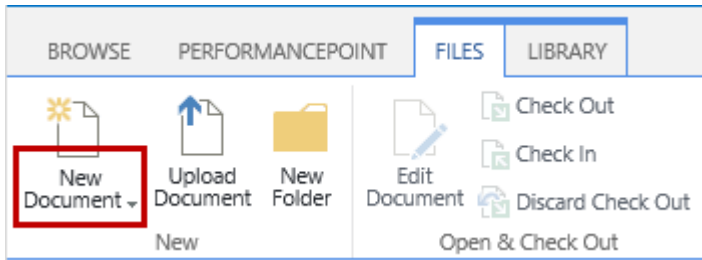 BROWSE PERFORMANCEPOINT FILES LIBRARY
New
Document
Upload
Document
New
Folder
Edit
Document
Check Out
Check In
Discard Check Out
New
Open & Check Out